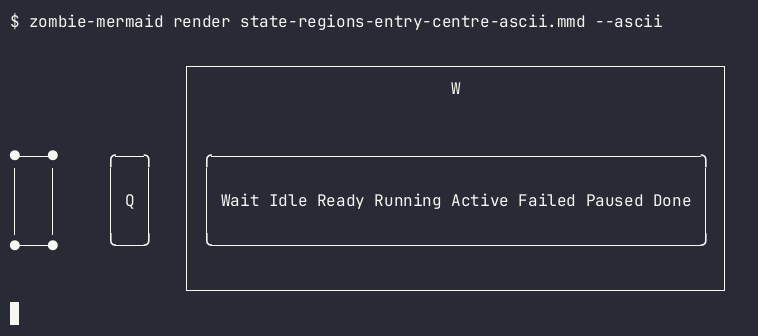 $ zombie-mermaid render state-regions-entry-centre-ascii.mmd --ascii
W
Q
Wait Idle Ready Running Active Failed Paused Done